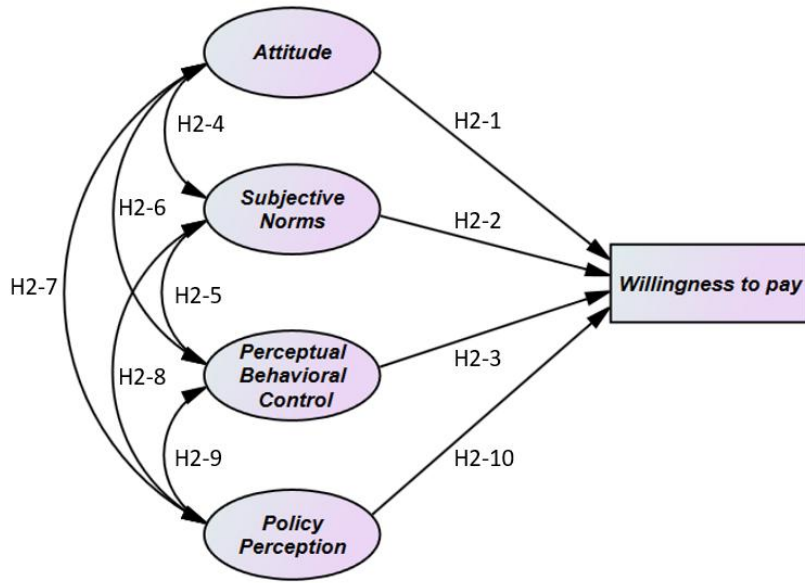 Attitude
H2-1
H2-4
Subjective
Norms
H2-6
H2-2
H2-7
H2-5
Willingness to pay
H2-8
Perceptual
Behavioral
Control
H2-3
H2-9
H2-10
Policy
Perception